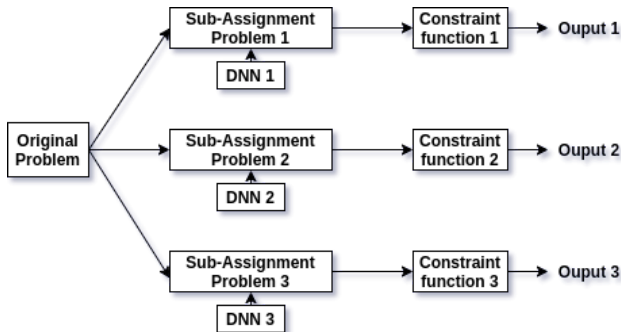 Sub-Assignment
Problem 1
Constraint
function 1
Ouput 1
DNN 1
Original
Problem
Sub-Assignment
Problem 2
Constraint
function 2
Ouput 2
DNN 2
Sub-Assignment
Problem 3
Constraint
function 3
Ouput 3
DNN 3